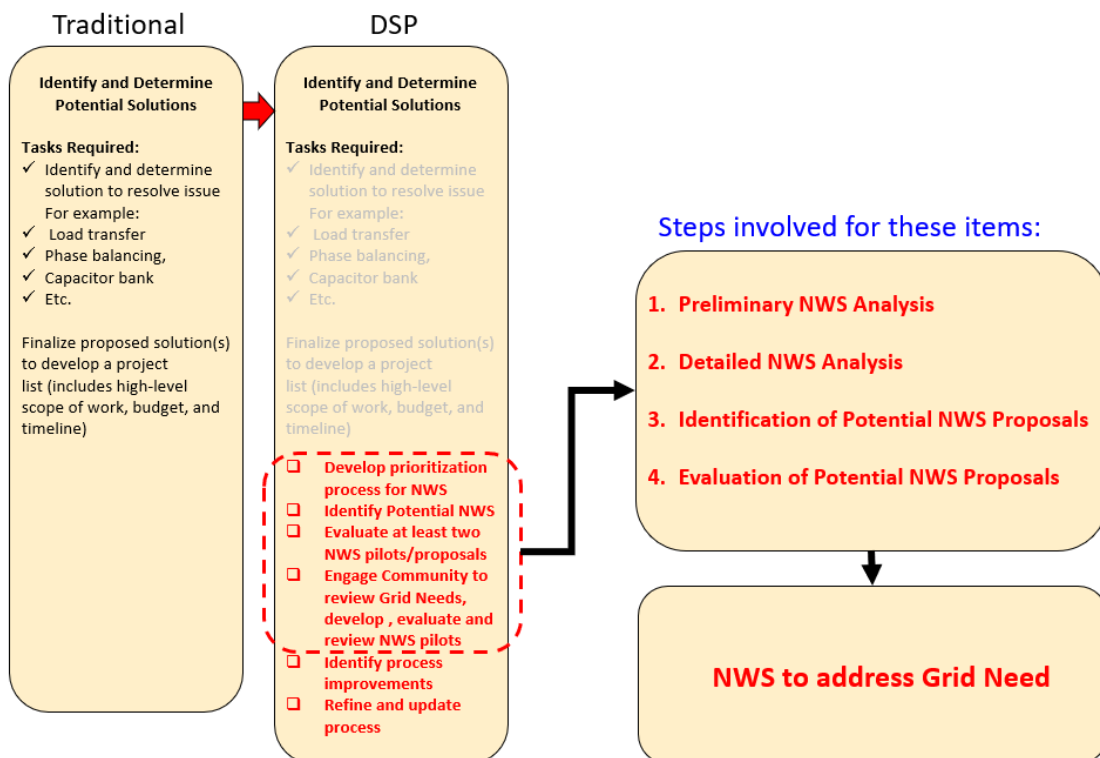 Traditional
Identify and Determine
Potential Solutions
Tasks Required:
✓ Identify and determine
solution to resolve issue
For example:
✓ Load transfer
✓ Phase balancing,
✓ Capacitor bank
✓ Etc.
Finalize proposed solution(s)
to develop a project
list (includes high-level
scope of work, budget, and
timeline)
DSP
Identify and Determine
Potential Solutions
Tasks Required:
✓ Identify and determine
solution to resolve issue
For example:
✓ Load transfer
✓ Phase balancing,
✓ Capacitor bank
✓ Etc.
Finalize proposed solution(s)
to develop a project
list (includes high-level
scope of work, budget, and
timeline)
❑ Develop prioritization
process for NWS
❑ Identify Potential NWS
❑ Evaluate at least two
NWS pilots/proposals
❑ Engage Community to
review Grid Needs,
develop , evaluate and
review NWS pilots
❑ Identify process
improvements
❑ Refine and update
process
Steps involved for these items:
1. Preliminary NWS Analysis
2. Detailed NWS Analysis
3. Identification of Potential NWS Proposals
4. Evaluation of Potential NWS Proposals
NWS to address Grid Need